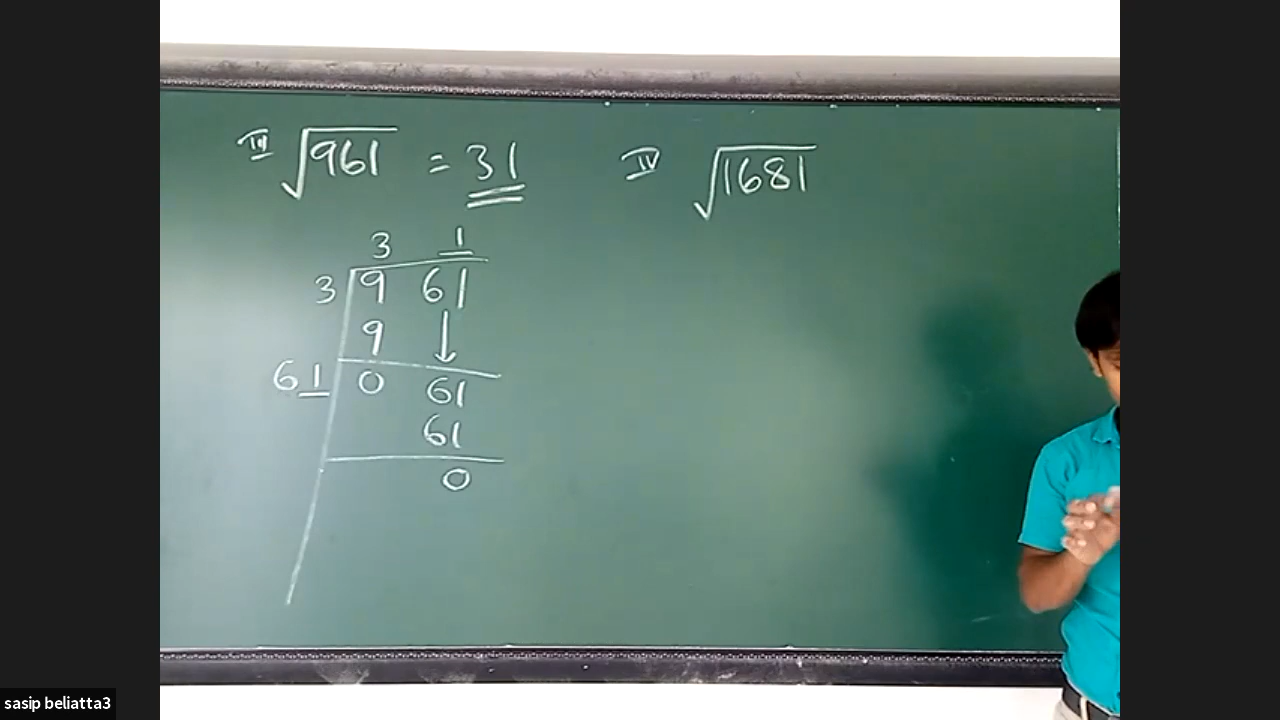 III √961 = 31
3 1
3 9 61
9 ↓
61 0 61
61
0
IV √1681
sasip beliatta3